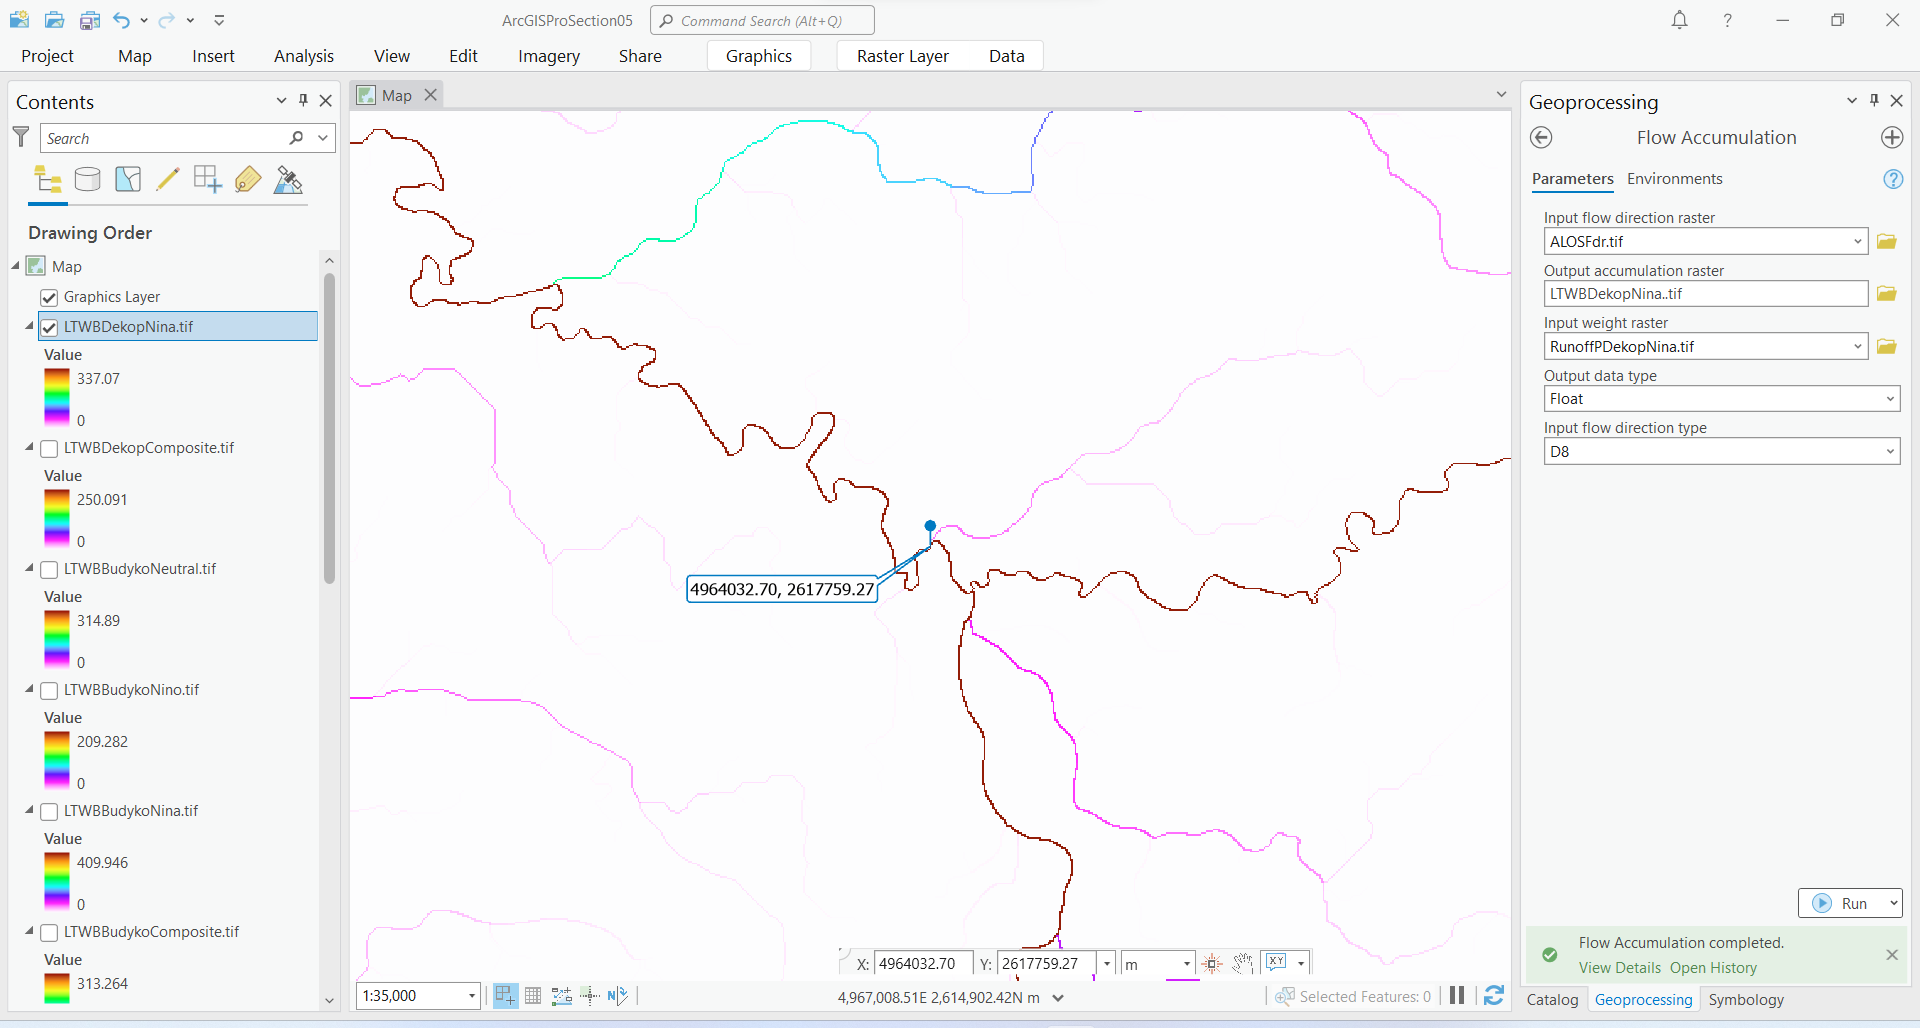 ArcGISProSection05
Command Search (Alt+Q)
Project Map Insert Analysis View Edit Imagery Share Graphics Raster Layer Data
Contents
Search
Drawing Order
Map
Graphics Layer
LTWBDekopNina.tif
Value
337.07
0
LTWBDekopComposite.tif
Value
250.091
0
LTWBBudykoNeutral.tif
Value
314.89
0
LTWBBudykoNino.tif
Value
209.282
0
LTWBBudykoNina.tif
Value
409.946
0
LTWBBudykoComposite.tif
Value
313.264
Map
4964032.70, 2617759.27
X: 4964032.70 Y: 2617759.27 m XY
1:35,000 N 4,967,008.51E 2,614,902.42N m Selected Features: 0
Geoprocessing
Flow Accumulation
Parameters Environments ?
Input flow direction raster
ALOSFdr.tif
Output accumulation raster
LTWBDekopNina..tif
Input weight raster
RunoffPDekopNina.tif
Output data type
Float
Input flow direction type
D8
Run
Flow Accumulation completed.
View Details Open History
Catalog Geoprocessing Symbology